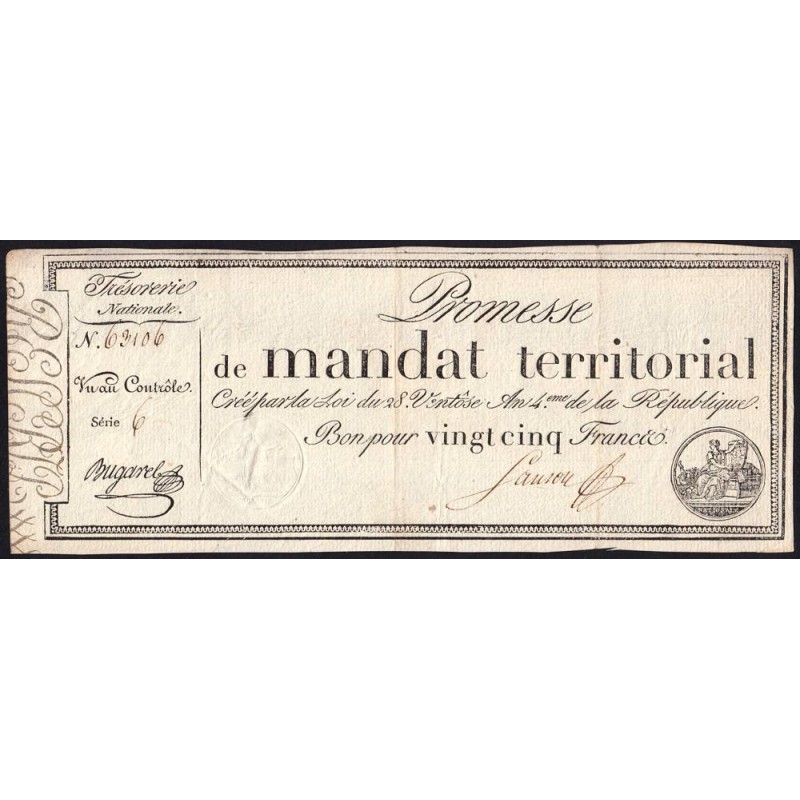 Trésorerie
Nationale.
N. 63106
Vu au Contrôle.
Série 6
Bugarel
Promesse
de mandat territorial
Créé par la Loi du 28. Ventôse An 4.eme de la République.
Bon pour vingt cinq Francs.